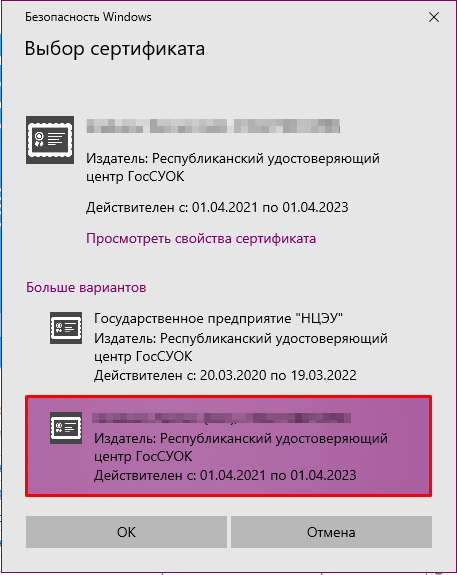 Безопасность Windows
Выбор сертификата
Издатель: Республиканский удостоверяющий
центр ГосСУОК
Действителен с: 01.04.2021 по 01.04.2023
Просмотреть свойства сертификата
Больше вариантов
Государственное предприятие "НЦЭУ"
Издатель: Республиканский удостоверяющий
центр ГосСУОК
Действителен с: 20.03.2020 по 19.03.2022
Издатель: Республиканский удостоверяющий
центр ГосСУОК
Действителен с: 01.04.2021 по 01.04.2023
ОК
Отмена